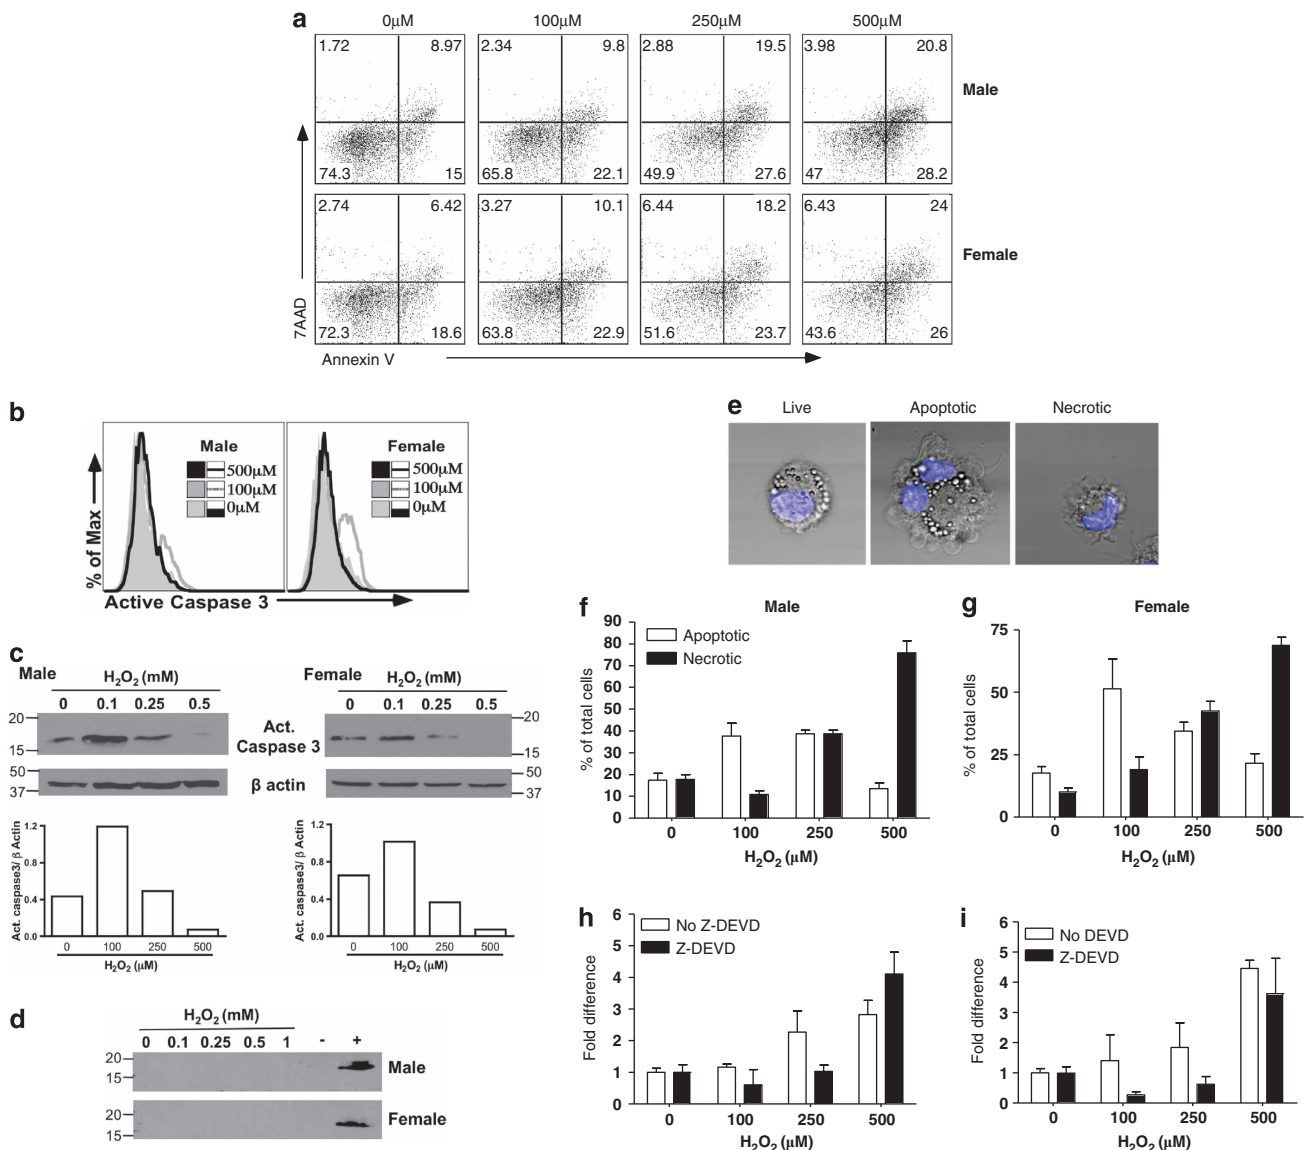 a
0μM 100μM 250μM 500μM
1.72 8.97 2.34 9.8 2.88 19.5 3.98 20.8
Male
74.3 15 65.8 22.1 49.9 27.6 47 28.2
2.74 6.42 3.27 10.1 6.44 18.2 6.43 24
Female
72.3 18.6 63.8 22.9 51.6 23.7 43.6 26
7AAD
Annexin V
b
Male
500μM
100μM
0μM
Female
500μM
100μM
0μM
% of Max
Active Caspase 3
c
Male H2O2 (mM)
0 0.1 0.25 0.5
20
15
50
37
Act.
Caspase 3
β actin
Female H2O2 (mM)
0 0.1 0.25 0.5
20
15
50
37
Act. caspase3/ β Actin
1.2
0.8
0.4
0.0
0 100 250 500
H2O2 (μM)
Act. caspase3/ β Actin
1.2
0.8
0.4
0.0
0 100 250 500
H2O2 (μM)
d
H2O2 (mM)
0 0.1 0.25 0.5 1 - +
20
15
Male
20
15
Female
e
Live Apoptotic Necrotic
f
Male
Apoptotic
Necrotic
% of total cells
90
80
70
60
50
40
30
20
10
0
0 100 250 500
H2O2 (μM)
g
Female
% of total cells
75
50
25
0
0 100 250 500
H2O2 (μM)
h
No Z-DEVD
Z-DEVD
Fold difference
6
5
4
3
2
1
0
0 100 250 500
H2O2 (μM)
i
No DEVD
Z-DEVD
Fold difference
6
5
4
3
2
1
0
0 100 250 500
H2O2 (μM)